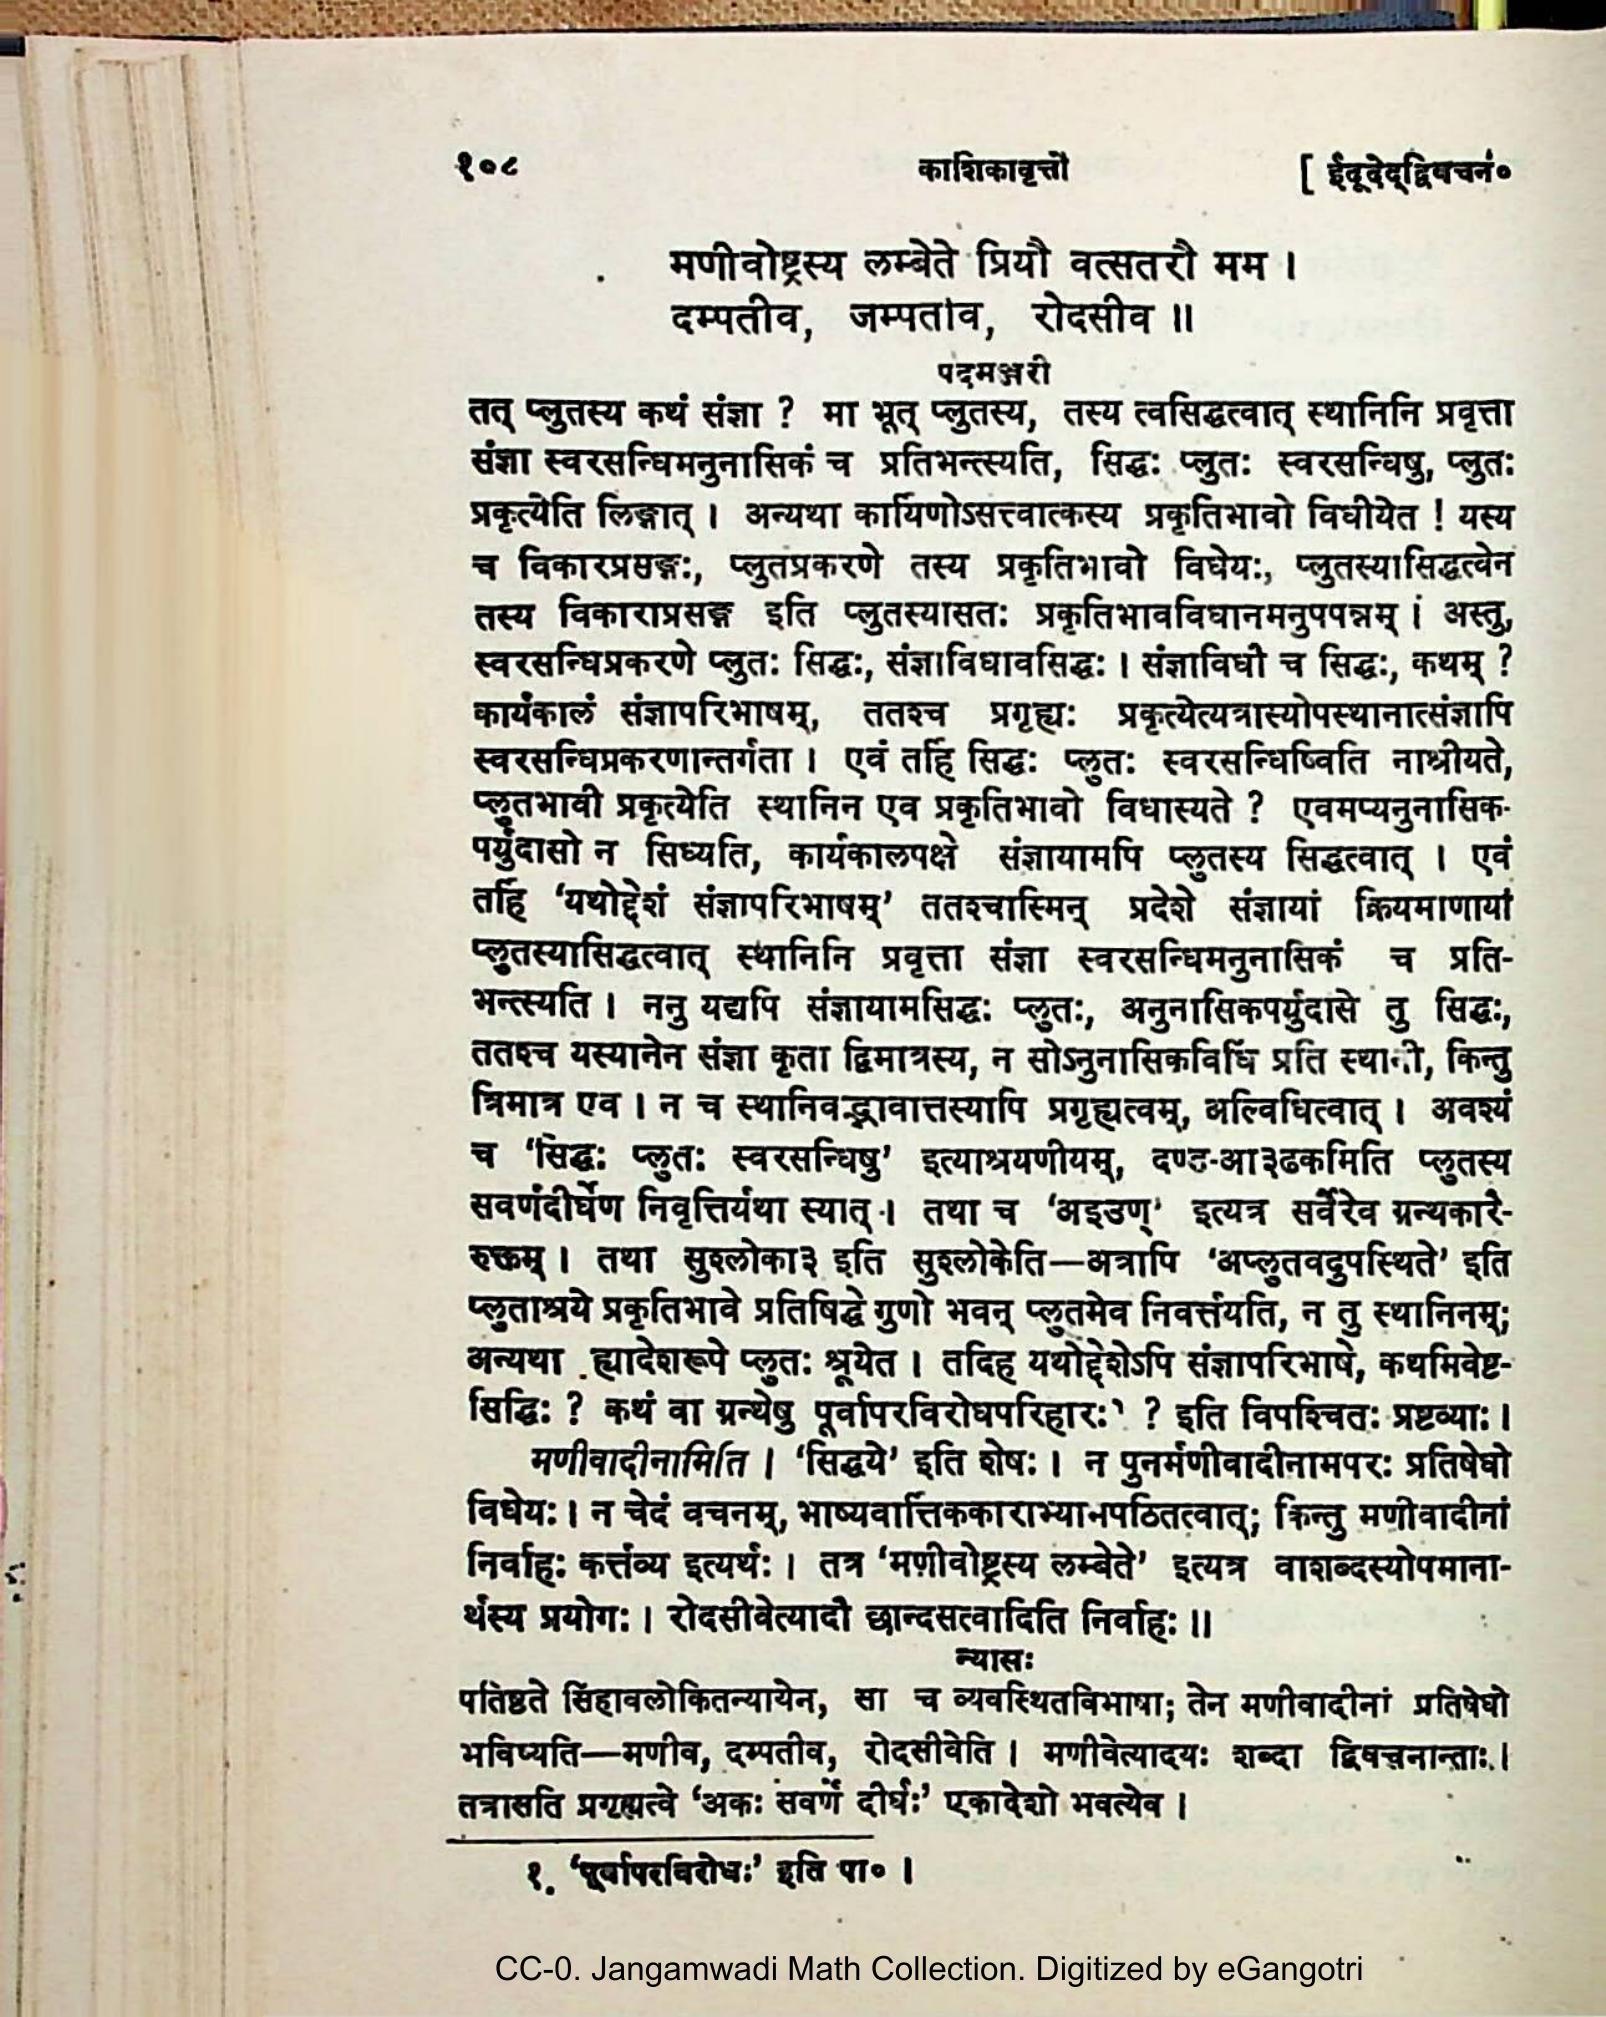 १०८ काशिकावृत्तौ [ ईदूदेद्द्विवचनं०
मणीवोष्ट्रस्य लम्बेते प्रियौ वत्सतरौ मम ।
दम्पतीव, जम्पतीव, रोदसीव ॥
पदमञ्जरी
तत् प्लुतस्य कथं संज्ञा ? मा भूत् प्लुतस्य, तस्य त्वसिद्धत्वात् स्थानिनि प्रवृत्ता
संज्ञा स्वरसन्धिमनुनासिकं च प्रतिभन्त्स्यति, सिद्धः प्लुतः स्वरसन्धिषु, प्लुतः
प्रकृत्येति लिङ्गात् । अन्यथा कार्यिणोऽसत्त्वात्कस्य प्रकृतिभावो विधीयेत ! यस्य
च विकारप्रसङ्गः, प्लुतप्रकरणे तस्य प्रकृतिभावो विधेयः, प्लुतस्यासिद्धत्वेन
तस्य विकाराप्रसङ्ग इति प्लुतस्यासतः प्रकृतिभावविधानमनुपपन्नम् । अस्तु,
स्वरसन्धिप्रकरणे प्लुतः सिद्धः, संज्ञाविधावसिद्धः । संज्ञाविधौ च सिद्धः, कथम् ?
कार्यकालं संज्ञापरिभाषम्, ततश्च प्रगृह्यः प्रकृत्येत्यत्रास्योपस्थानात्संज्ञापि
स्वरसन्धिप्रकरणान्तर्गता । एवं तर्हि सिद्धः प्लुतः स्वरसन्धिष्विति नाश्रीयते,
प्लुतभावी प्रकृत्येति स्थानिन एव प्रकृतिभावो विधास्यते ? एवमप्यनुनासिक-
पर्युदासो न सिध्यति, कार्यकालपक्षे संज्ञायामपि प्लुतस्य सिद्धत्वात् । एवं
तर्हि ‘यथोद्देशं संज्ञापरिभाषम्’ ततश्चास्मिन् प्रदेशे संज्ञायां क्रियमाणायां
प्लुतस्यासिद्धत्वात् स्थानिनि प्रवृत्ता संज्ञा स्वरसन्धिमनुनासिकं च प्रति-
भन्त्स्यति । ननु यद्यपि संज्ञायामसिद्धः प्लुतः, अनुनासिकपर्युदासे तु सिद्धः,
ततश्च यस्यानेन संज्ञा कृता द्विमात्रस्य, न सोऽनुनासिकविधिं प्रति स्थानी, किन्तु
त्रिमात्र एव । न च स्थानिवद्भावात्तस्यापि प्रगृह्यत्वम्, अल्विधित्वात् । अवश्यं
च ‘सिद्धः प्लुतः स्वरसन्धिषु’ इत्याश्रयणीयम्, दण्ड-आ३ढकमिति प्लुतस्य
सवर्णदीर्घेण निवृत्तिर्यथा स्यात् । तथा च ‘अइउण्’ इत्यत्र सर्वैरेव ग्रन्थकारै-
रुक्तम् । तथा सुश्लोका३ इति सुश्लोकेति—अत्रापि ‘अप्लुतवदुपस्थिते’ इति
प्लुताश्रये प्रकृतिभावे प्रतिषिद्धे गुणो भवन् प्लुतमेव निवर्त्तयति, न तु स्थानिनम्;
अन्यथा ह्यादेशरूपे प्लुतः श्रूयेत । तदिह यथोद्देशेऽपि संज्ञापरिभाषे, कथमिवेष्ट-
सिद्धिः ? कथं वा ग्रन्थेषु पूर्वापरविरोधपरिहारः१ ? इति विपश्चितः प्रष्टव्याः ।
मणीवादीनामिति । ‘सिद्धये’ इति शेषः । न पुनर्मणीवादीनामपरः प्रतिषेधो
विधेयः । न चेदं वचनम्, भाष्यवार्त्तिककाराभ्यामपठितत्वात्; किन्तु मणीवादीनां
निर्वाहः कर्त्तव्य इत्यर्थः । तत्र ‘मणीवोष्ट्रस्य लम्बेते’ इत्यत्र वाशब्दस्योपमाना-
र्थस्य प्रयोगः । रोदसीवेत्यादौ छान्दसत्वादिति निर्वाहः ॥
न्यासः
पतिष्ठते सिंहावलोकितन्यायेन, सा च व्यवस्थितविभाषा; तेन मणीवादीनां प्रतिषेधो
भविष्यति—मणीव, दम्पतीव, रोदसीवेति । मणीवेत्यादयः शब्दा द्विवचनान्ताः ।
तत्रासति प्रगृह्यत्वे ‘अकः सवर्णे दीर्घः’ एकादेशो भवत्येव ।
१. ‘पूर्वापरविरोधः’ इति पा० ।
CC-0. Jangamwadi Math Collection. Digitized by eGangotri